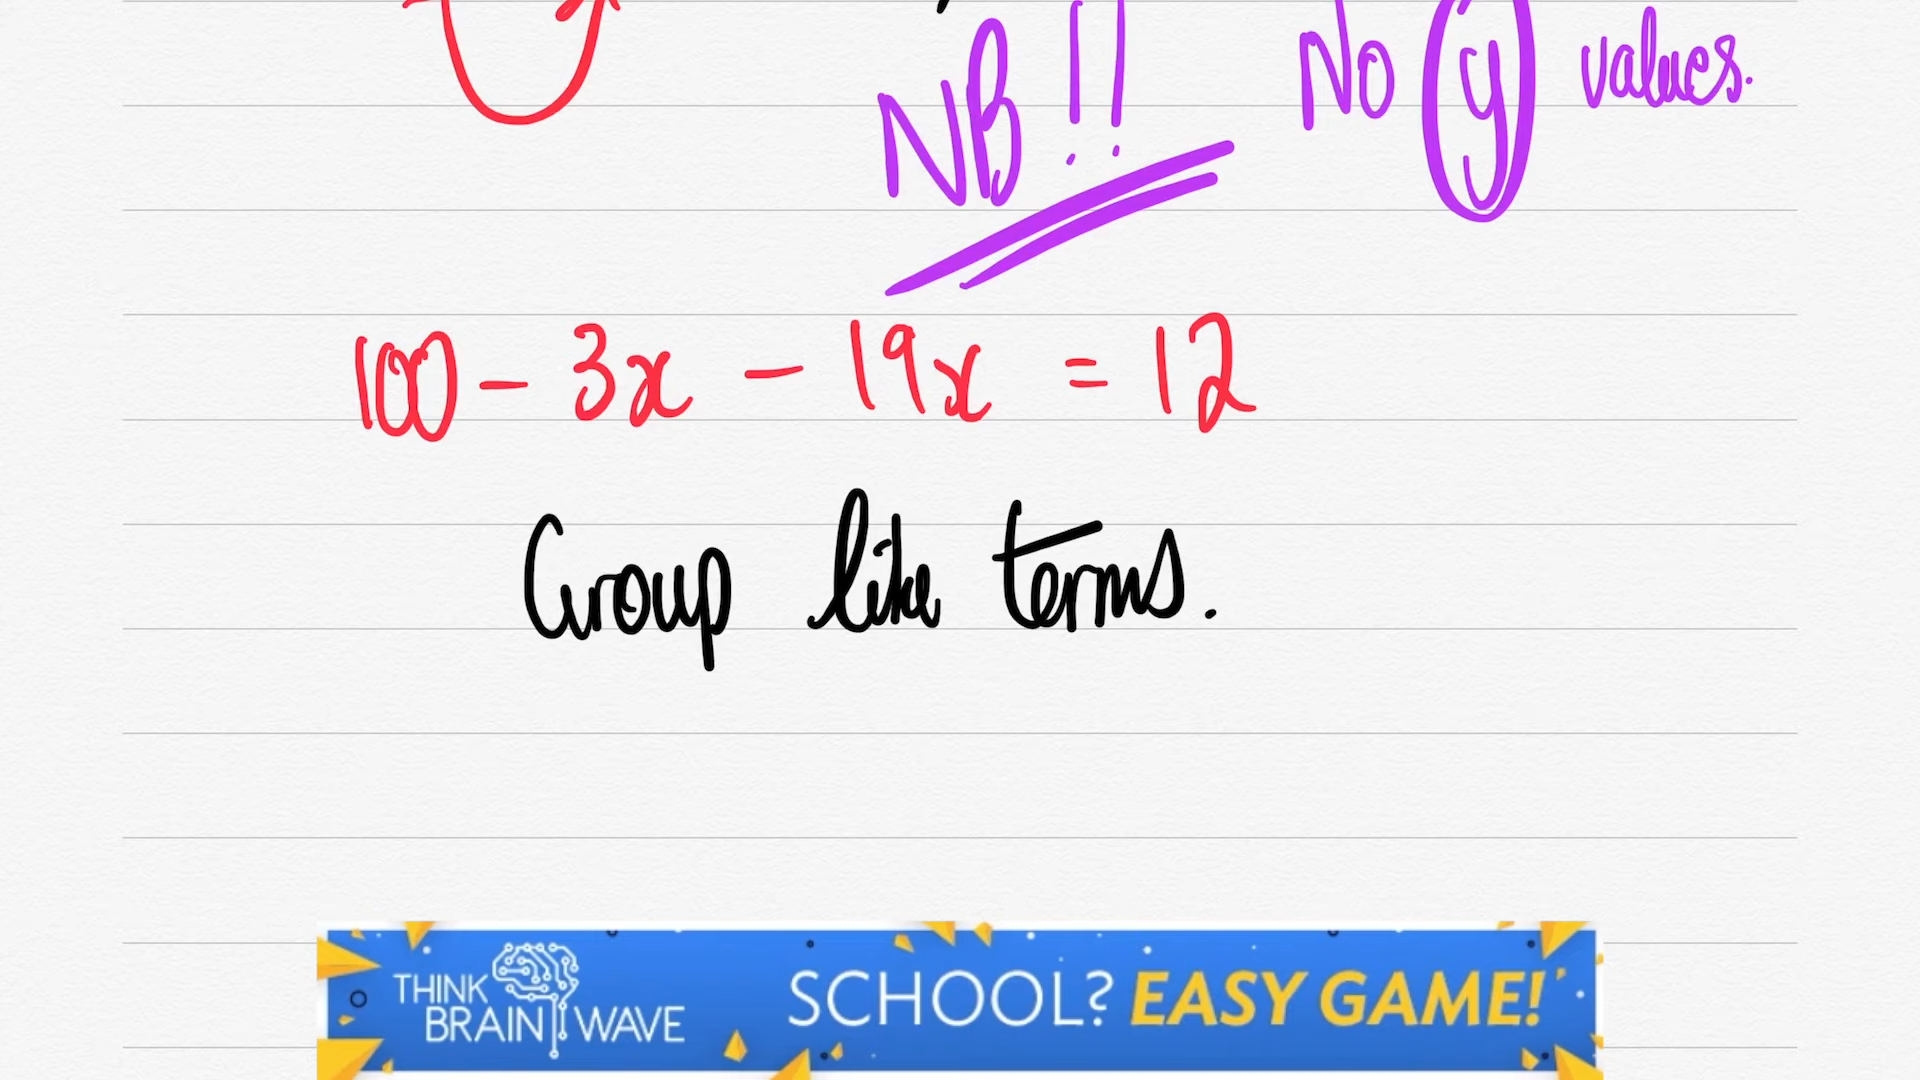 NB!! No y values.
100 - 3x - 19x = 12
Group like terms.
THINK
BRAIN WAVE
SCHOOL? EASY GAME!